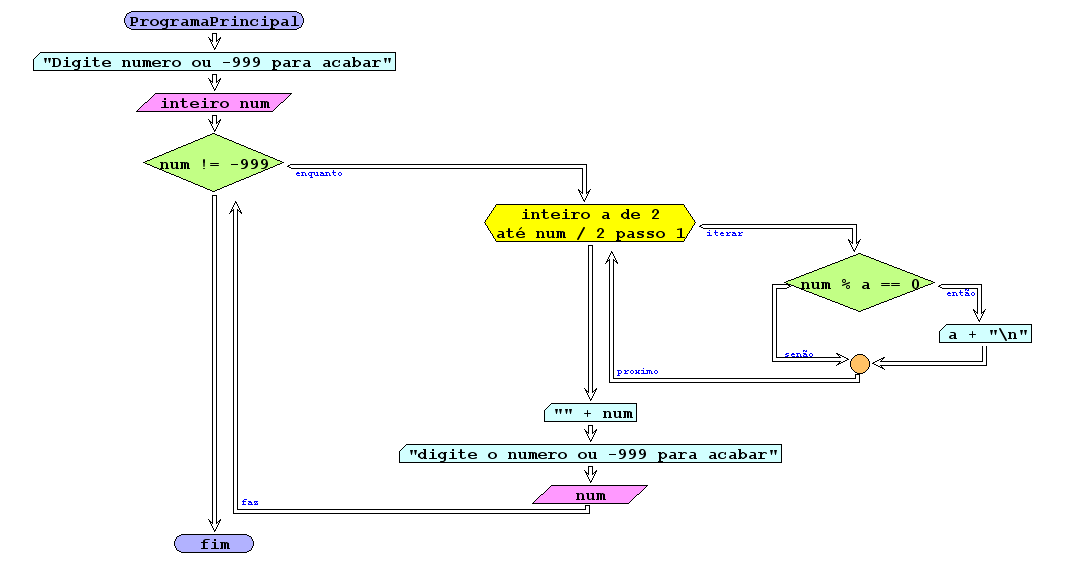 ProgramaPrincipal
"Digite numero ou -999 para acabar"
inteiro num
num != -999
enquanto
inteiro a de 2
até num / 2 passo 1
iterar
num % a == 0
então
a + "\n"
senão
proximo
"" + num
"digite o numero ou -999 para acabar"
num
faz
fim